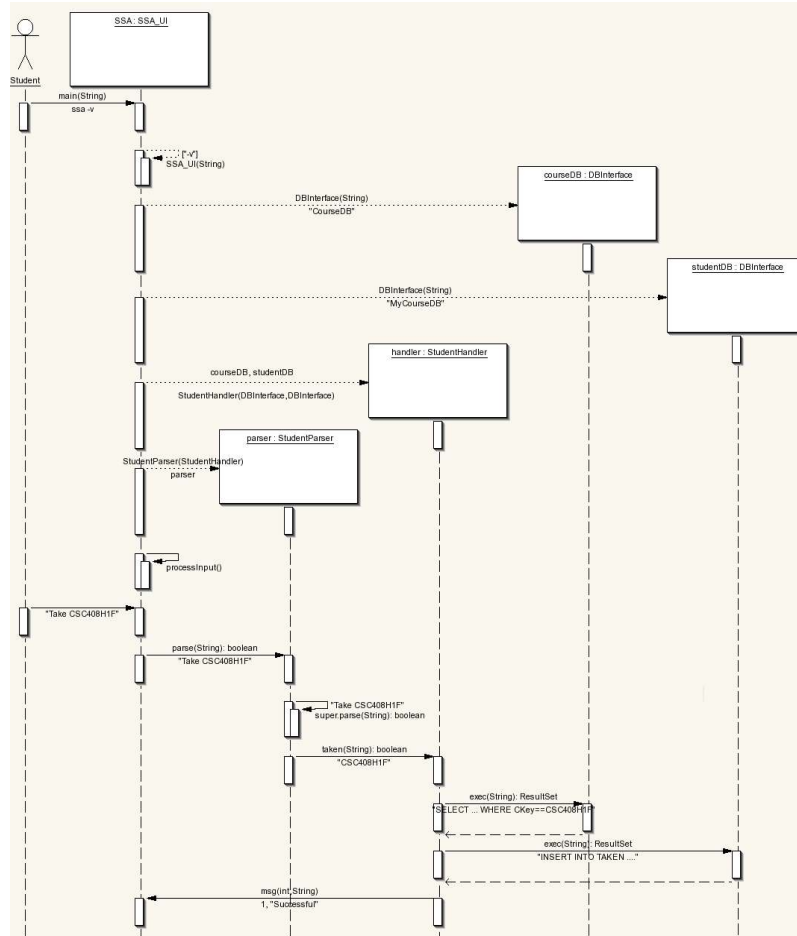 SSA : SSA_UI
Student
main(String)
ssa -v
["-v"]
SSA_UI(String)
courseDB : DBInterface
DBInterface(String)
"CourseDB"
studentDB : DBInterface
DBInterface(String)
"MyCourseDB"
handler : StudentHandler
courseDB, studentDB
StudentHandler(DBInterface,DBInterface)
parser : StudentParser
StudentParser(StudentHandler)
parser
processInput()
"Take CSC408H1F"
parse(String): boolean
"Take CSC408H1F"
"Take CSC408H1F"
super.parse(String): boolean
taken(String): boolean
"CSC408H1F"
exec(String): ResultSet
"SELECT ... WHERE CKey==CSC408H1F"
exec(String): ResultSet
"INSERT INTO TAKEN ...."
msg(int,String)
1, "Successful"